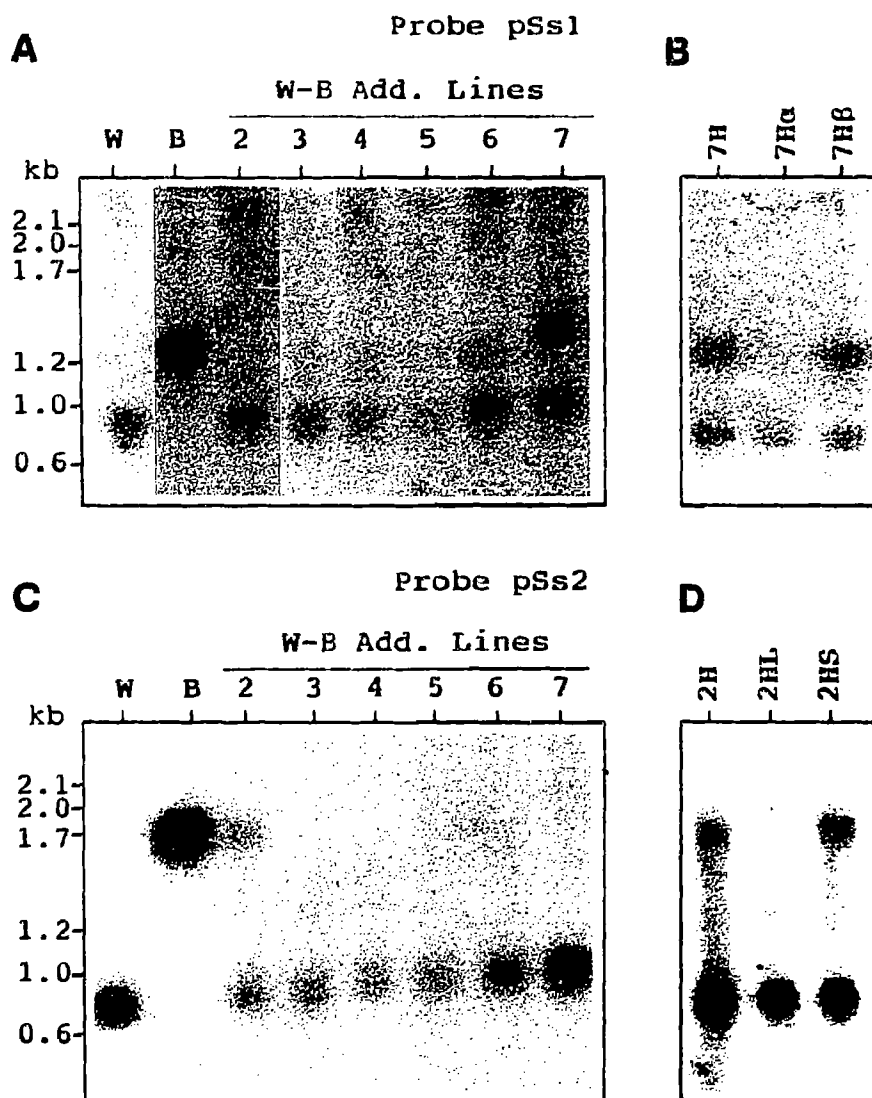 A
Probe pSs1
W-B Add. Lines
W B 2 3 4 5 6 7
kb
2.1
2.0
1.7
1.2
1.0
0.6
B
7H 7Hα 7Hβ
C
Probe pSs2
W-B Add. Lines
W B 2 3 4 5 6 7
kb
2.1
2.0
1.7
1.2
1.0
0.6
D
2H 2HL 2HS